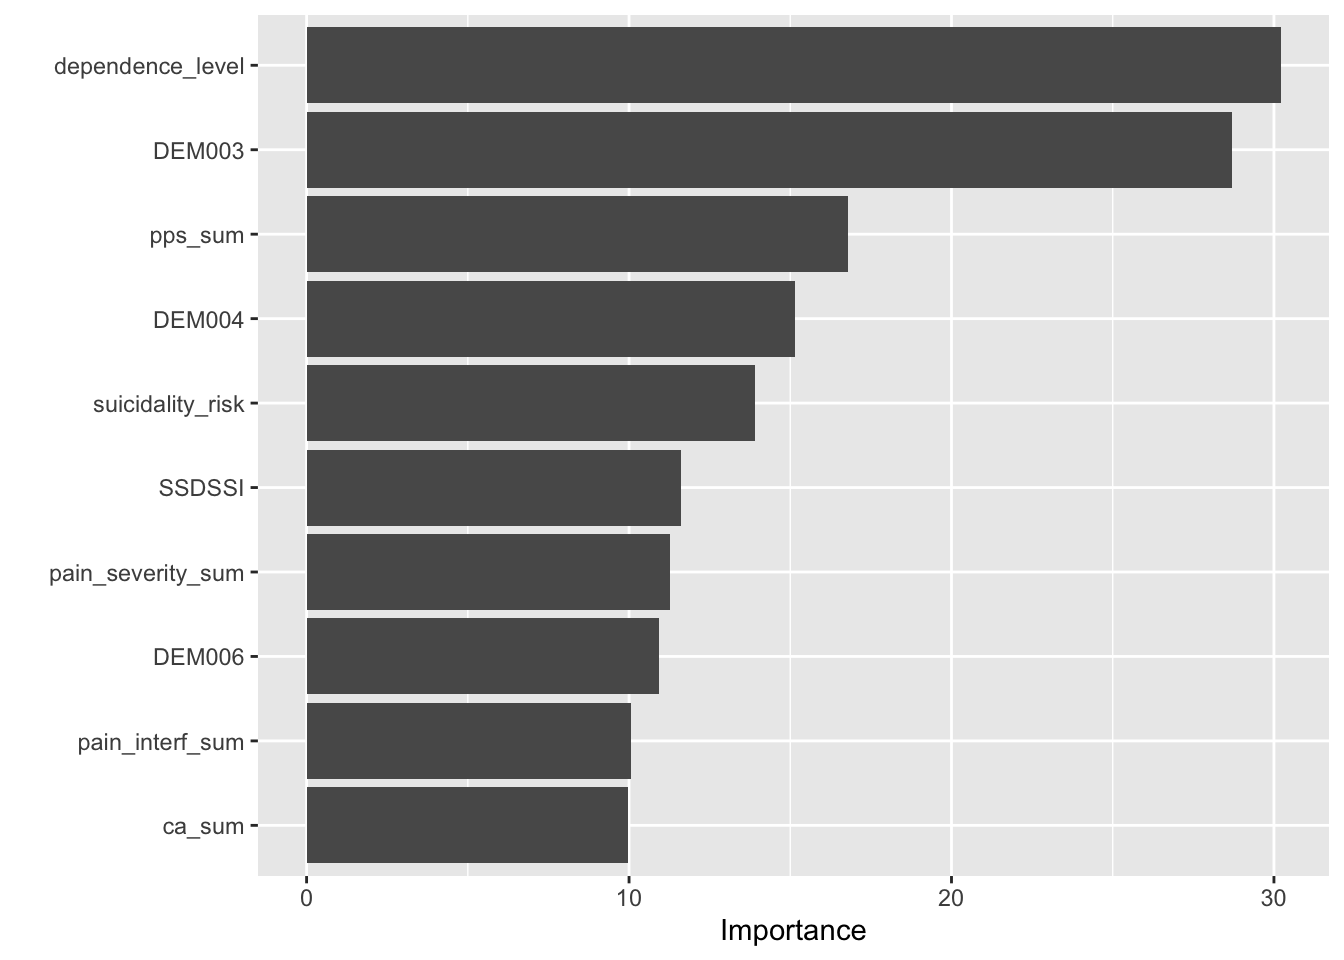 dependence_level
DEM003
pps_sum
DEM004
suicidality_risk
SSDSSI
pain_severity_sum
DEM006
pain_interf_sum
ca_sum
0 10 20 30
Importance